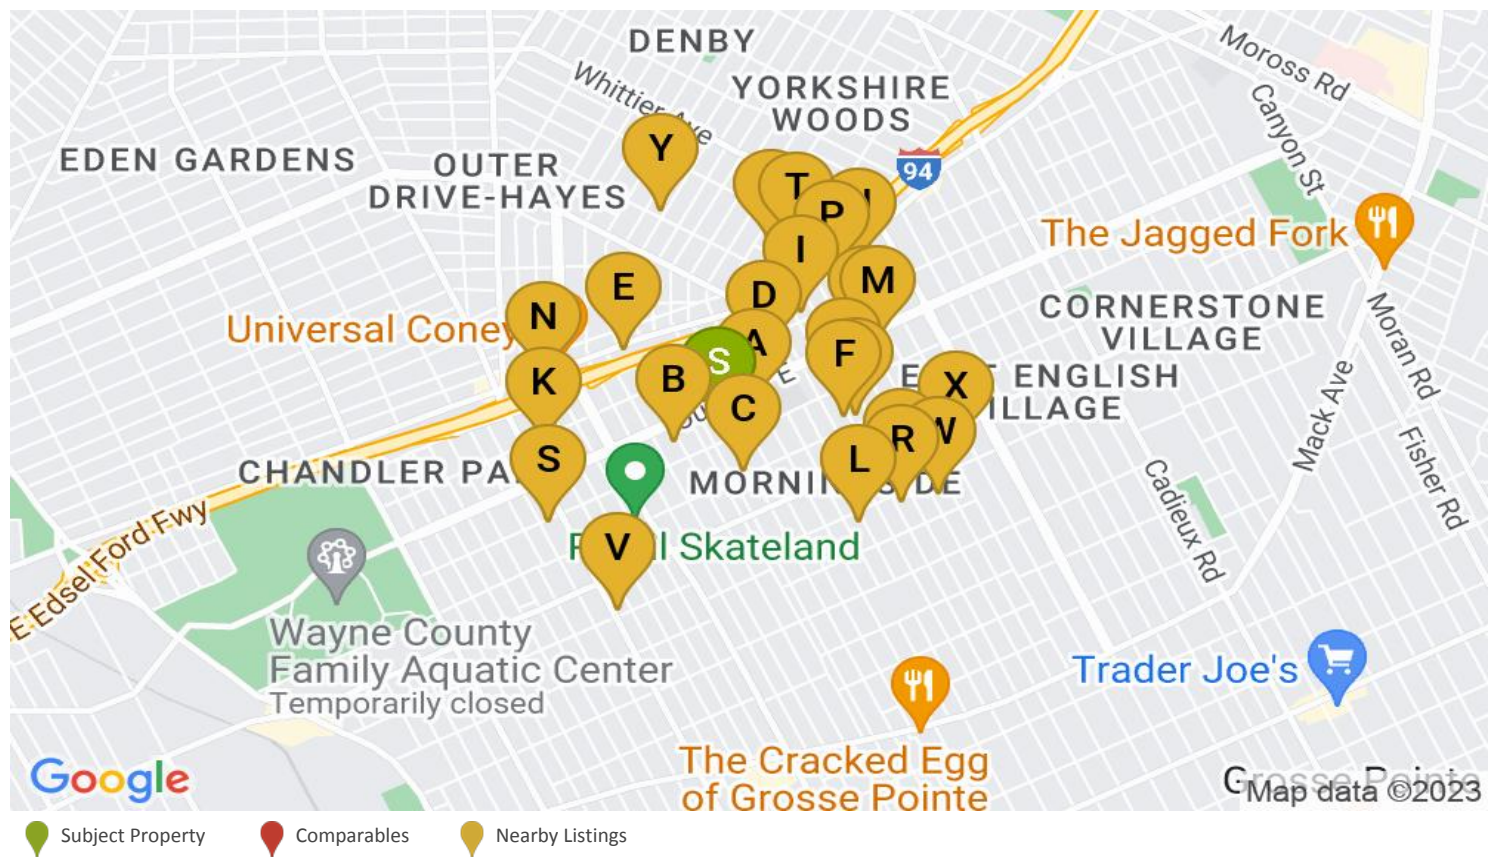 DENBY
Whittier Ave
YORKSHIRE
WOODS
Moross Rd
Canyon St
EDEN GARDENS
OUTER
DRIVE-HAYES
94
Y
T
P
I
The Jagged Fork
D
M
E
N
Universal Coney
A
S
F
CORNERSTONE
VILLAGE
Moran Rd
K
B
C
X
ENGLISH
Mack Ave
R
W
L
S
CHANDLER
Fisher Rd
Cadieux Rd
E Edsel Ford Fwy
V
Skateland
Wayne County
Family Aquatic Center
Temporarily closed
Trader Joe's
The Cracked Egg
of Grosse Pointe
Google
Grosse Pointe
Map data ©2023
Subject Property
Comparables
Nearby Listings